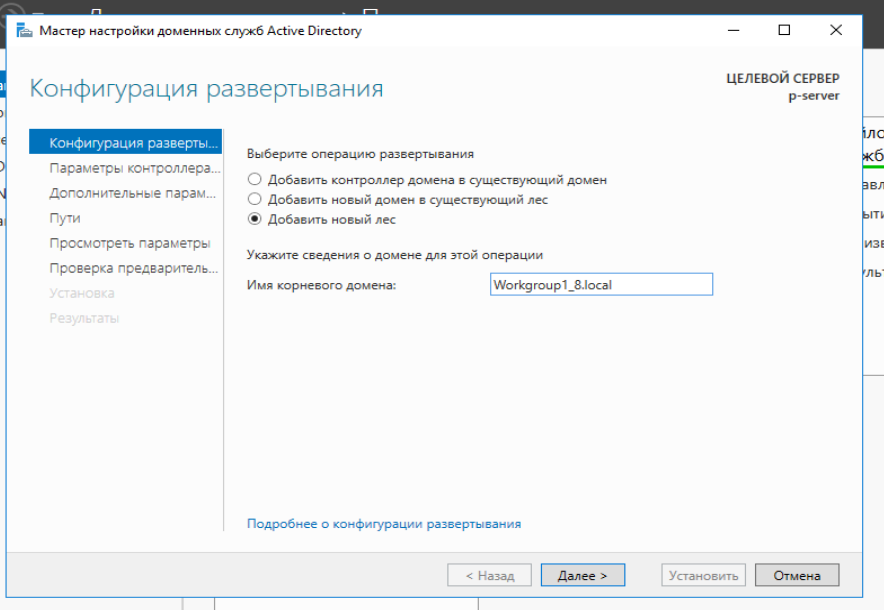 Мастер настройки доменных служб Active Directory
Конфигурация развертывания
ЦЕЛЕВОЙ СЕРВЕР
p-server
Конфигурация разверты...
Параметры контроллера...
Дополнительные парам...
Пути
Просмотреть параметры
Проверка предваритель...
Установка
Результаты
Выберите операцию развертывания
Добавить контроллер домена в существующий домен
Добавить новый домен в существующий лес
Добавить новый лес
Укажите сведения о домене для этой операции
Имя корневого домена:
Workgroup1_8.local
Подробнее о конфигурации развертывания
< Назад
Далее >
Установить
Отмена